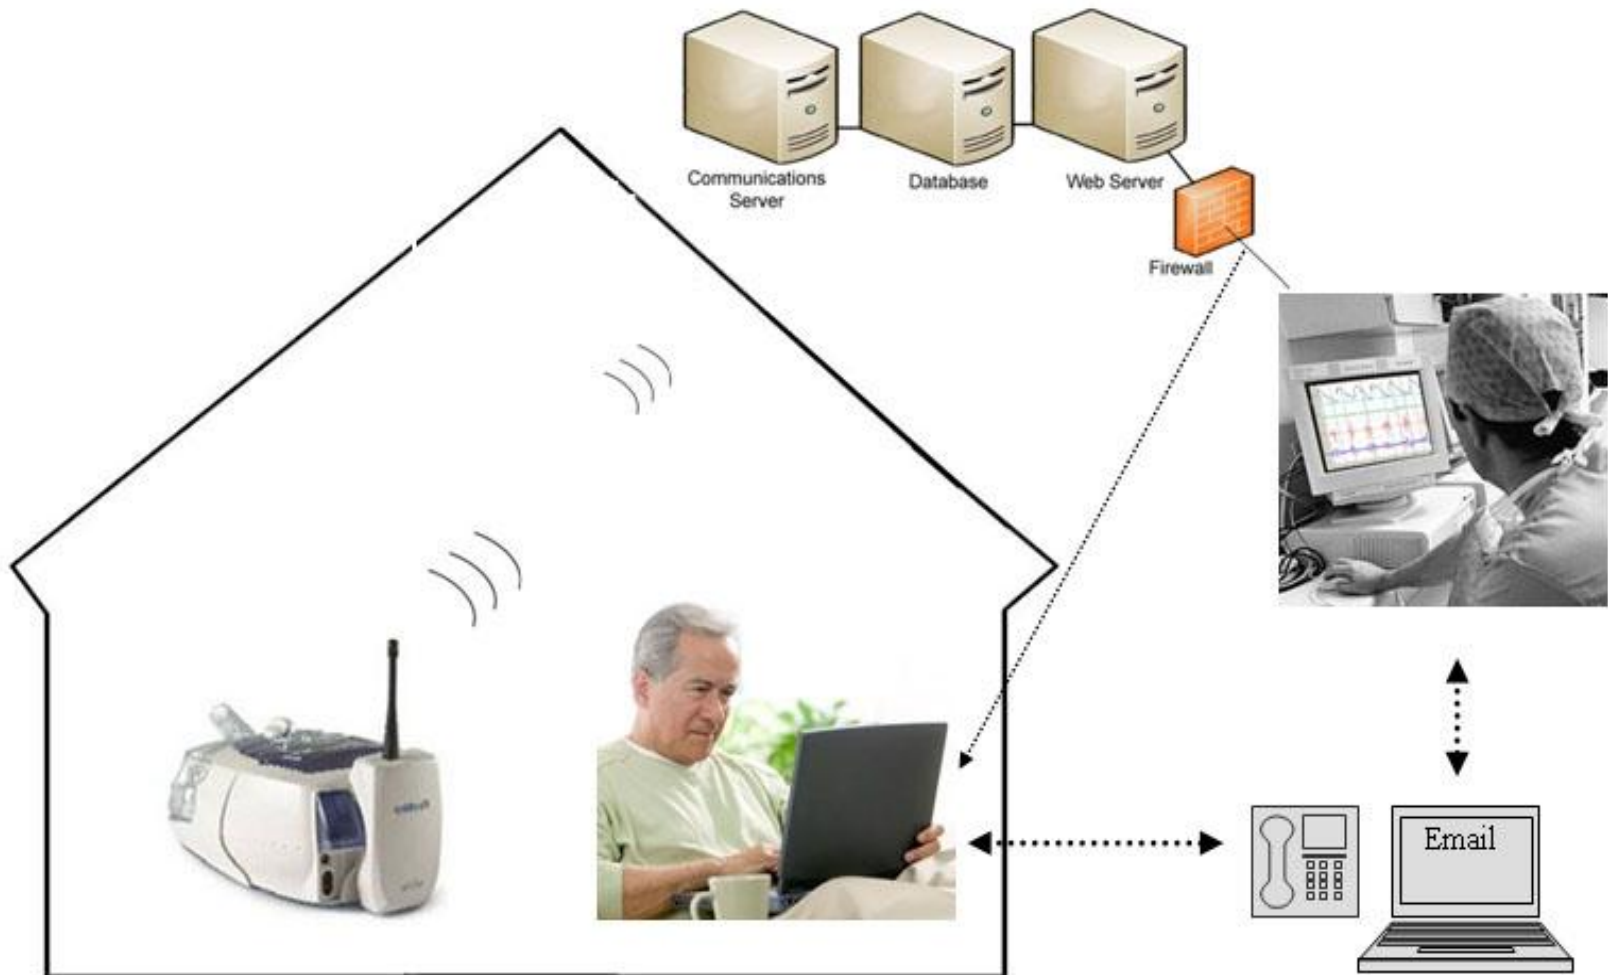 Communications
Server
Database
Web Server
Firewall
Email